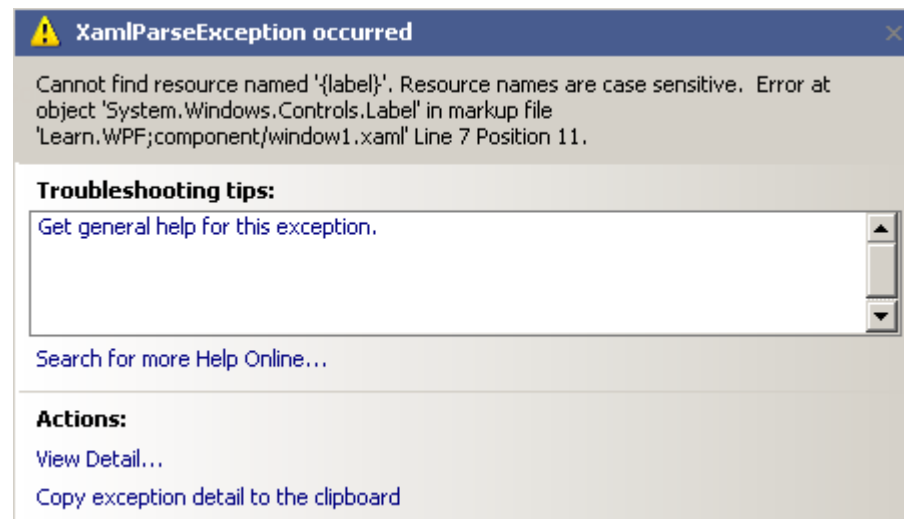 XamlParseException occurred
Cannot find resource named '{label}'. Resource names are case sensitive.  Error at
object 'System.Windows.Controls.Label' in markup file
'Learn.WPF;component/window1.xaml' Line 7 Position 11.
Troubleshooting tips:
Get general help for this exception.
Search for more Help Online...
Actions:
View Detail...
Copy exception detail to the clipboard